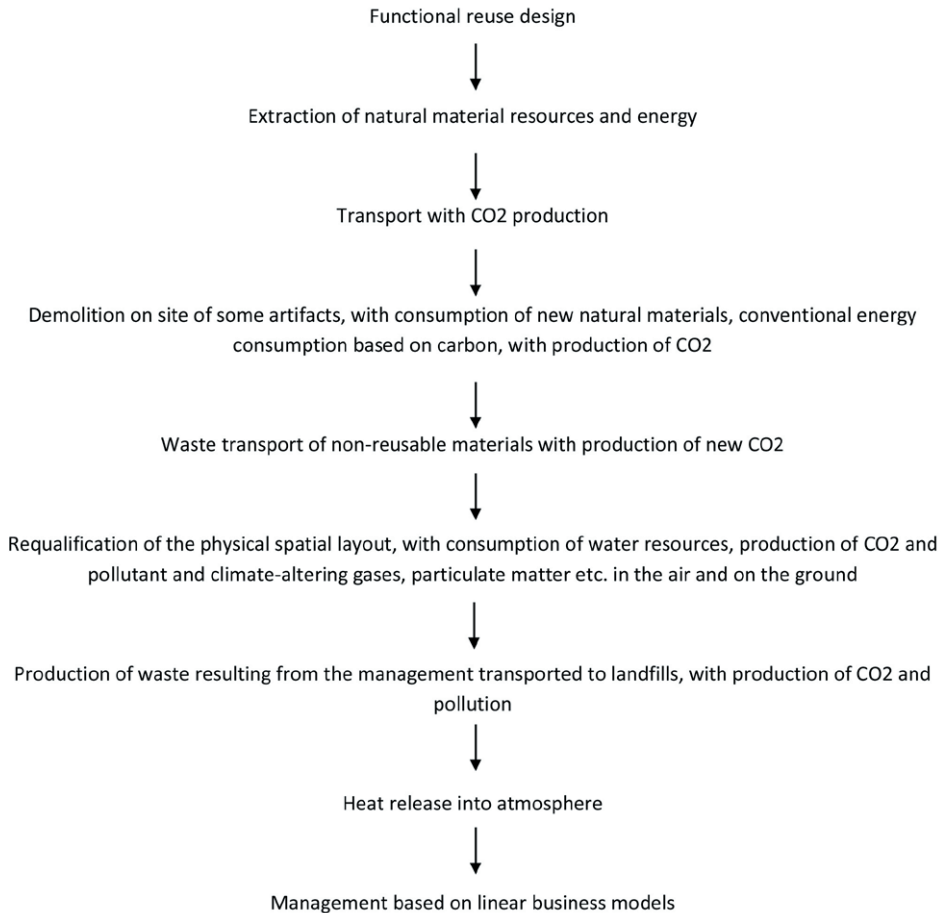 Functional reuse design
Extraction of natural material resources and energy
Transport with CO2 production
Demolition on site of some artifacts, with consumption of new natural materials, conventional energy
consumption based on carbon, with production of CO2
Waste transport of non-reusable materials with production of new CO2
Requalification of the physical spatial layout, with consumption of water resources, production of CO2 and
pollutant and climate-altering gases, particulate matter etc. in the air and on the ground
Production of waste resulting from the management transported to landfills, with production of CO2 and
pollution
Heat release into atmosphere
Management based on linear business models